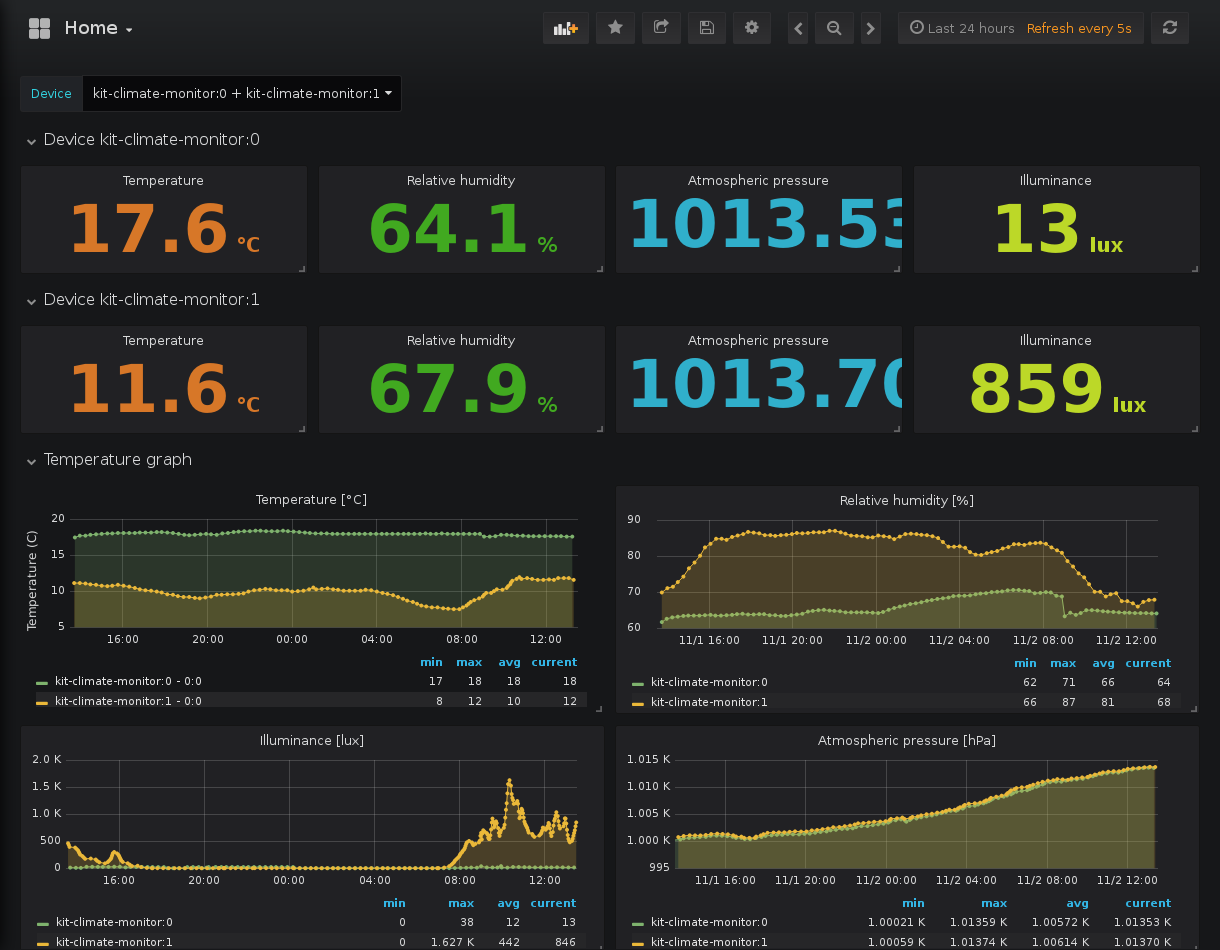 Home
Last 24 hours Refresh every 5s
Device kit-climate-monitor:0 + kit-climate-monitor:1
Device kit-climate-monitor:0
Temperature Relative humidity Atmospheric pressure Illuminance
17.6 °C 64.1 % 1013.53 13 lux
Device kit-climate-monitor:1
Temperature Relative humidity Atmospheric pressure Illuminance
11.6 °C 67.9 % 1013.70 859 lux
Temperature graph
Temperature [°C]
Temperature (C)
20
15
10
5
16:00 20:00 00:00 04:00 08:00 12:00
min max avg current
kit-climate-monitor:0 - 0:0 17 18 18 18
kit-climate-monitor:1 - 0:0 8 12 10 12
Relative humidity [%]
90
80
70
60
11/1 16:00 11/1 20:00 11/2 00:00 11/2 04:00 11/2 08:00 11/2 12:00
min max avg current
kit-climate-monitor:0 62 71 66 64
kit-climate-monitor:1 66 87 81 68
Illuminance [lux]
2.0 K
1.5 K
1.0 K
500
0
16:00 20:00 00:00 04:00 08:00 12:00
min max avg current
kit-climate-monitor:0 0 38 12 13
kit-climate-monitor:1 0 1.627 K 442 846
Atmospheric pressure [hPa]
1.015 K
1.010 K
1.005 K
1.000 K
995
11/1 16:00 11/1 20:00 11/2 00:00 11/2 04:00 11/2 08:00 11/2 12:00
min max avg current
kit-climate-monitor:0 1.00021 K 1.01359 K 1.00572 K 1.01353 K
kit-climate-monitor:1 1.00059 K 1.01374 K 1.00614 K 1.01370 K